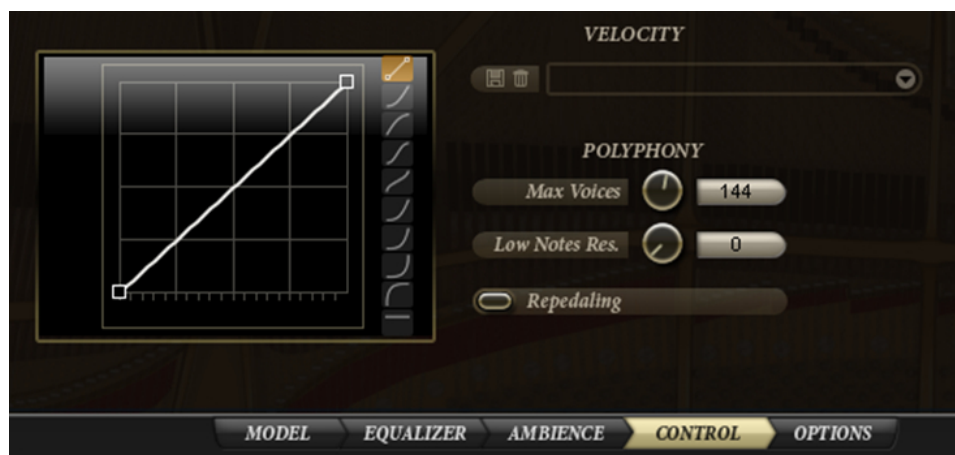 VELOCITY
POLYPHONY
Max Voices 144
Low Notes Res. 0
Repedaling
MODEL EQUALIZER AMBIENCE CONTROL OPTIONS